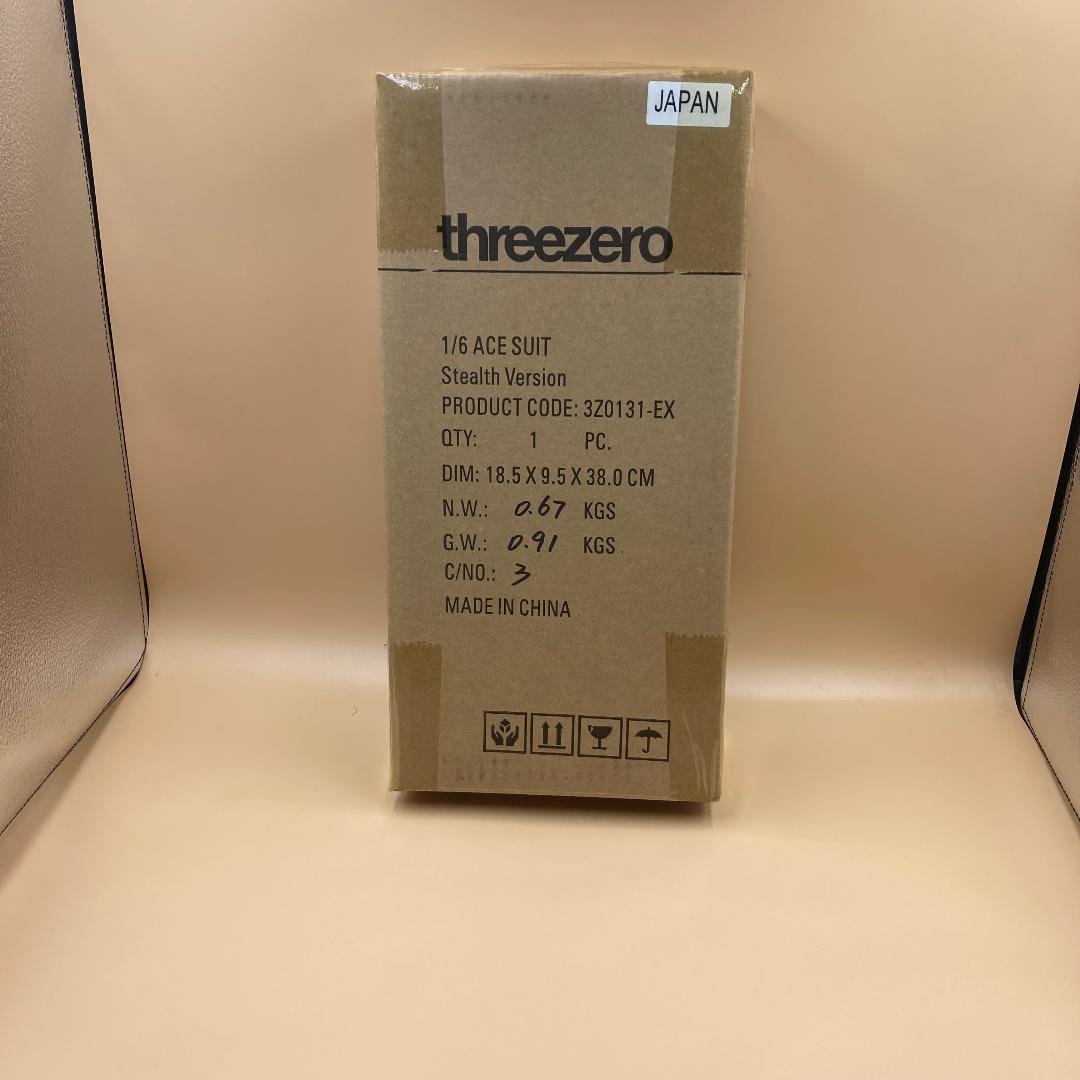 JAPAN
threezero
1/6 ACE SUIT
Stealth Version
PRODUCT CODE: 3Z0131-EX
QTY: 1 PC.
DIM: 18.5 X 9.5 X 38.0 CM
N.W.: 0.67 KGS
G.W.: 0.91 KGS
C/NO.: 3
MADE IN CHINA